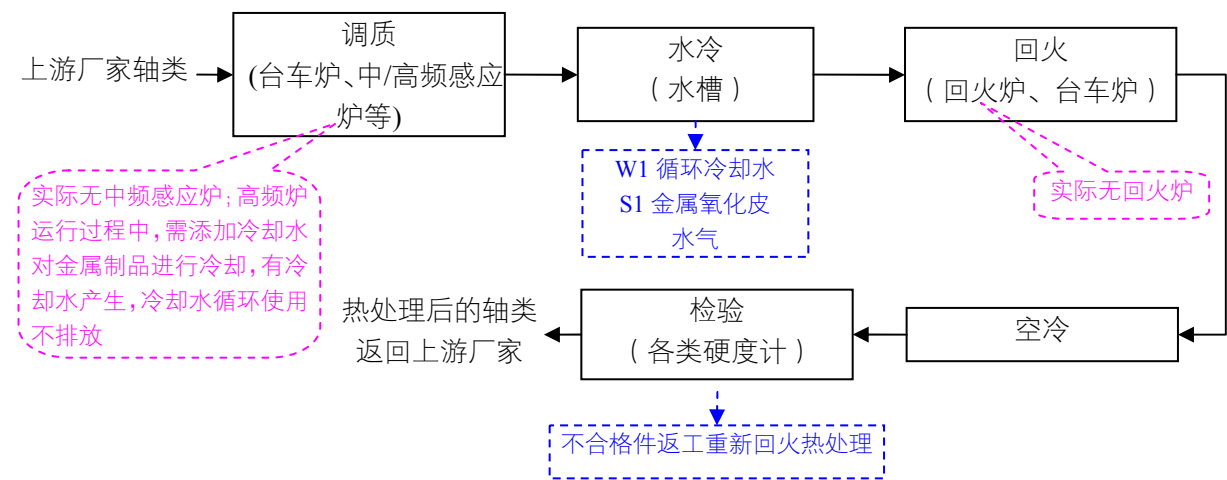 上游厂家轴类
调质
(台车炉、中/高频感应
炉等)
水冷
（水槽）
回火
（回火炉、台车炉）
实际无中频感应炉；高频炉
运行过程中，需添加冷却水
对金属制品进行冷却，有冷
却水产生，冷却水循环使用
不排放
W1 循环冷却水
S1 金属氧化皮
水气
实际无回火炉
热处理后的轴类
返回上游厂家
检验
（各类硬度计）
空冷
不合格件返工重新回火热处理